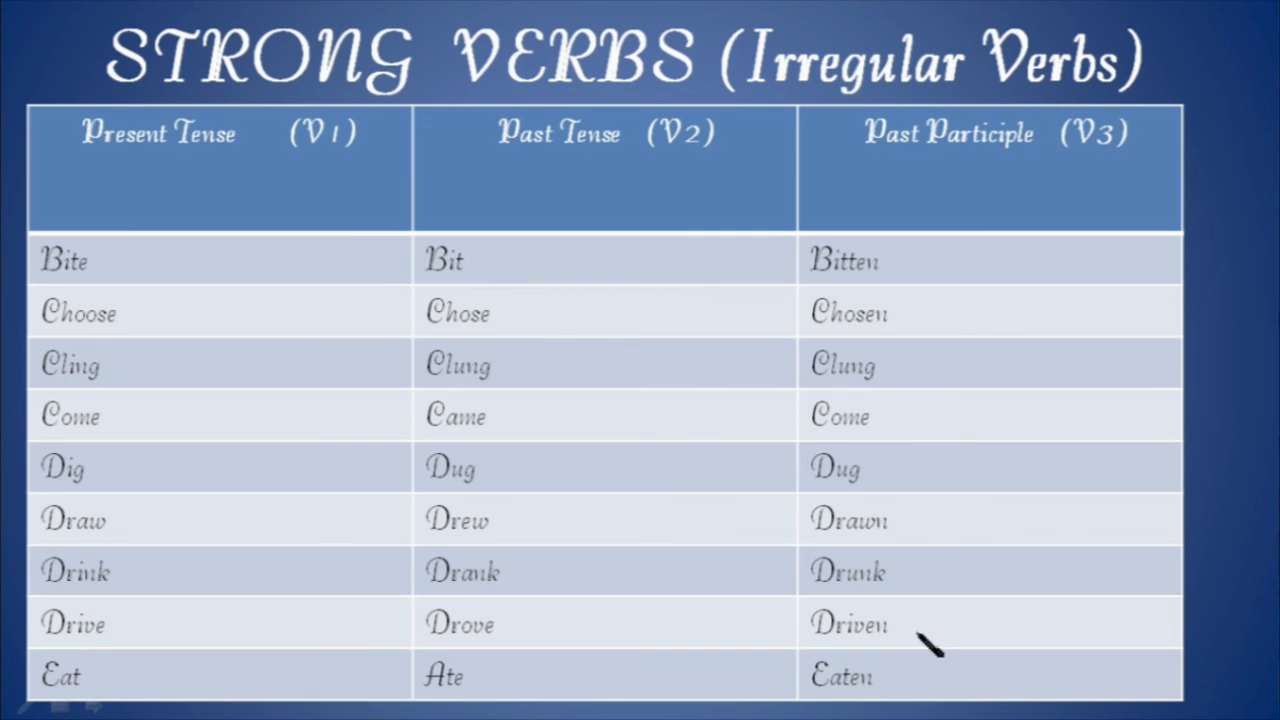 STRONG VERBS (Irregular Verbs)
Present Tense (V1) Past Tense (V2) Past Participle (V3)
Bite Bit Bitten
Choose Chose Chosen
Cling Clung Clung
Come Came Come
Dig Dug Dug
Draw Drew Drawn
Drink Drank Drunk
Drive Drove Driven
Eat Ate Eaten